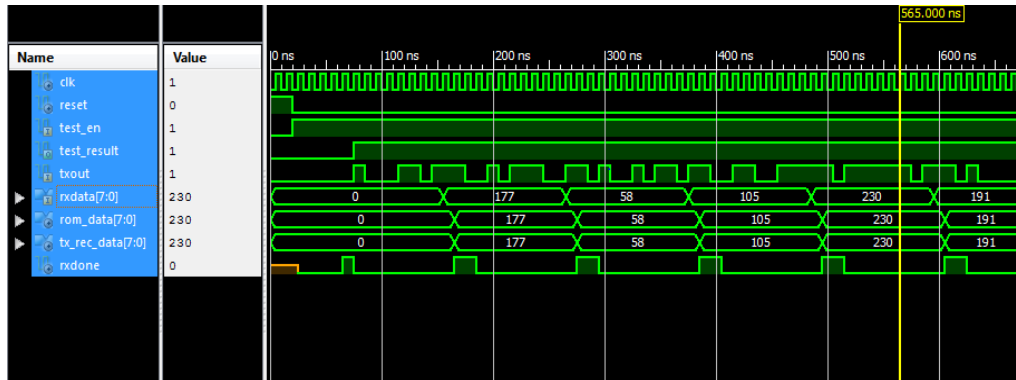 565.000 ns
Name Value 0 ns 100 ns 200 ns 300 ns 400 ns 500 ns 600 ns
clk 1
reset 0
test_en 1
test_result 1
txout 1
rxdata[7:0] 230 0 177 58 105 230 191
rom_data[7:0] 230 0 177 58 105 230 191
tx_rec_data[7:0] 230 0 177 58 105 230 191
rxdone 0